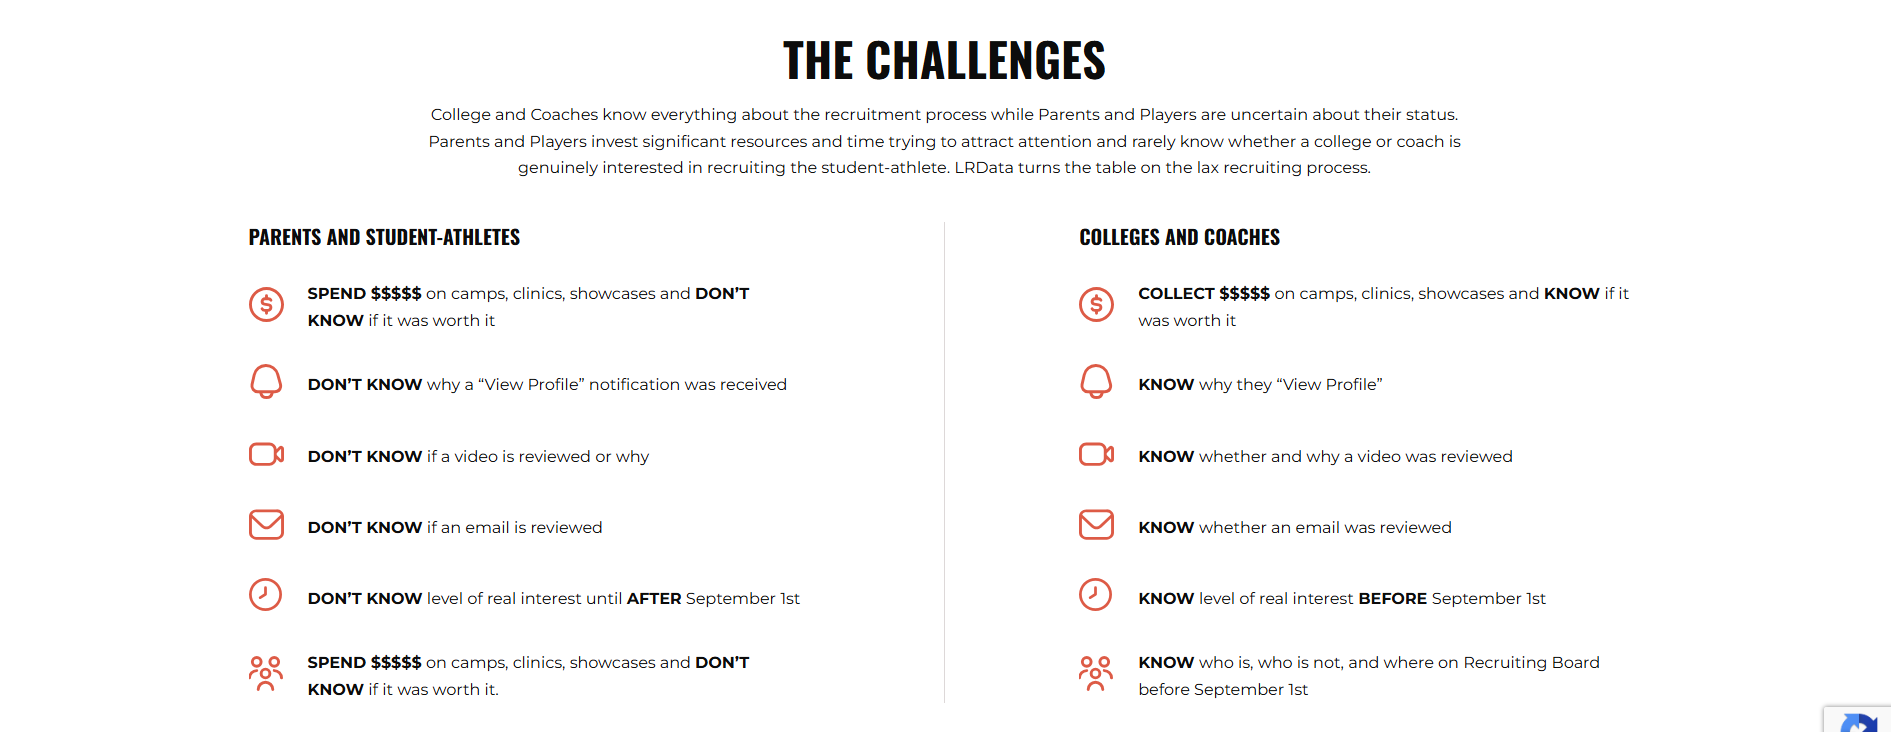 THE CHALLENGES
College and Coaches know everything about the recruitment process while Parents and Players are uncertain about their status.
Parents and Players invest significant resources and time trying to attract attention and rarely know whether a college or coach is
genuinely interested in recruiting the student-athlete. LRData turns the table on the lax recruiting process.
PARENTS AND STUDENT-ATHLETES
SPEND $$$$$ on camps, clinics, showcases and DON’T
KNOW if it was worth it
DON’T KNOW why a “View Profile” notification was received
DON’T KNOW if a video is reviewed or why
DON’T KNOW if an email is reviewed
DON’T KNOW level of real interest until AFTER September 1st
SPEND $$$$$ on camps, clinics, showcases and DON’T
KNOW if it was worth it.
COLLEGES AND COACHES
COLLECT $$$$$ on camps, clinics, showcases and KNOW if it
was worth it
KNOW why they “View Profile”
KNOW whether and why a video was reviewed
KNOW whether an email was reviewed
KNOW level of real interest BEFORE September 1st
KNOW who is, who is not, and where on Recruiting Board
before September 1st